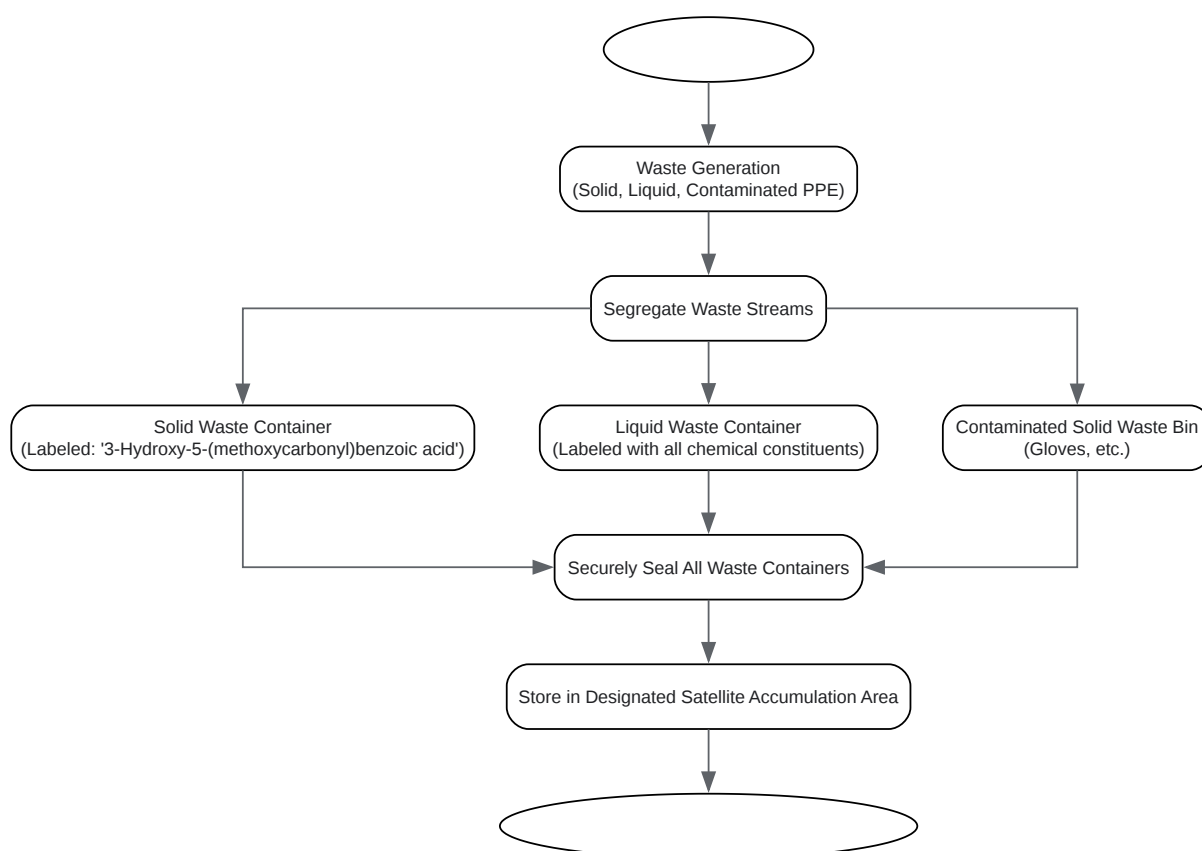 Waste Generation
(Solid, Liquid, Contaminated PPE)
Segregate Waste Streams
Solid Waste Container
(Labeled: '3-Hydroxy-5-(methoxycarbonyl)benzoic acid')
Liquid Waste Container
(Labeled with all chemical constituents)
Contaminated Solid Waste Bin
(Gloves, etc.)
Securely Seal All Waste Containers
Store in Designated Satellite Accumulation Area